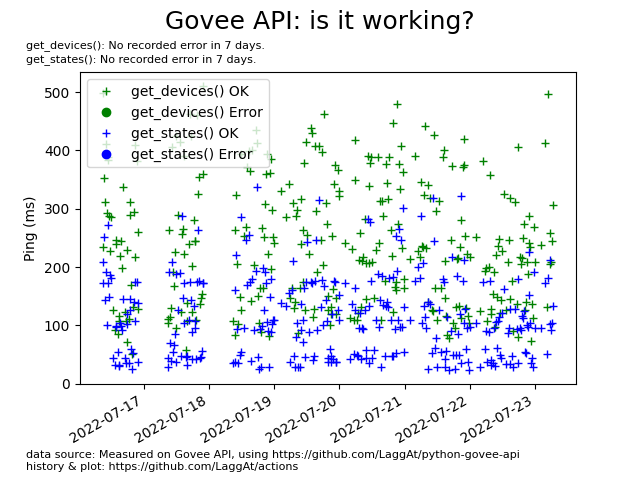 Govee API: is it working?
get_devices(): No recorded error in 7 days.
get_states(): No recorded error in 7 days.
get_devices() OK
get_devices() Error
get_states() OK
get_states() Error
Ping (ms)
500
400
300
200
100
0
2022-07-17
2022-07-18
2022-07-19
2022-07-20
2022-07-21
2022-07-22
2022-07-23
data source: Measured on Govee API, using https://github.com/LaggAt/python-govee-api
history & plot: https://github.com/LaggAt/actions